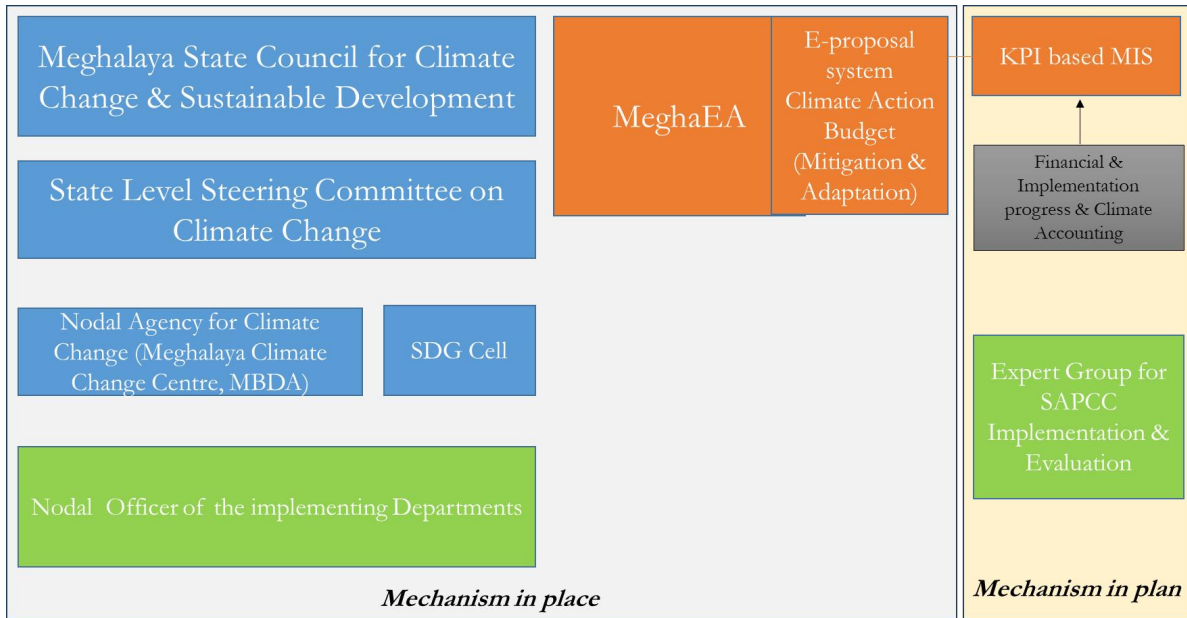 Meghalaya State Council for Climate
Change & Sustainable Development
State Level Steering Committee on
Climate Change
Nodal Agency for Climate
Change (Meghalaya Climate
Change Centre, MBDA)
SDG Cell
Nodal Officer of the implementing Departments
MeghaEA
E-proposal
system
Climate Action
Budget
(Mitigation &
Adaptation)
Mechanism in place
KPI based MIS
Financial &
Implementation
progress & Climate
Accounting
Expert Group for
SAPCC
Implementation &
Evaluation
Mechanism in plan